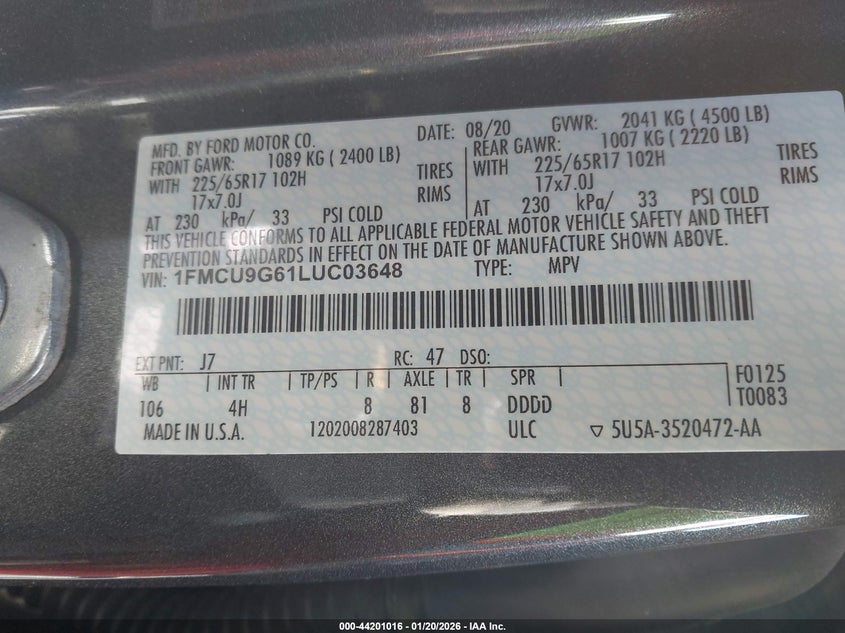 MFD. BY FORD MOTOR CO. DATE: 08/20 GVWR: 2041 KG ( 4500 LB)
FRONT GAWR: 1089 KG ( 2400 LB) REAR GAWR: 1007 KG ( 2220 LB)
WITH 225/65R17 102H TIRES WITH 225/65R17 102H TIRES
17x7.0J RIMS 17x7.0J RIMS
AT 230 kPa/ 33 PSI COLD AT 230 kPa/ 33 PSI COLD
THIS VEHICLE CONFORMS TO ALL APPLICABLE FEDERAL MOTOR VEHICLE SAFETY AND THEFT
PREVENTION STANDARDS IN EFFECT ON THE DATE OF MANUFACTURE SHOWN ABOVE.
VIN: 1FMCU9G61LUC03648 TYPE: MPV
EXT PNT: J7 RC: 47 DSO:
WB INT TR TP/PS R AXLE TR SPR F0125
106 4H 8 81 8 DDDD T0083
MADE IN U.S.A. 1202008287403 ULC ▽ 5U5A-3520472-AA
000-44201016 - 01/20/2026 - IAA Inc.